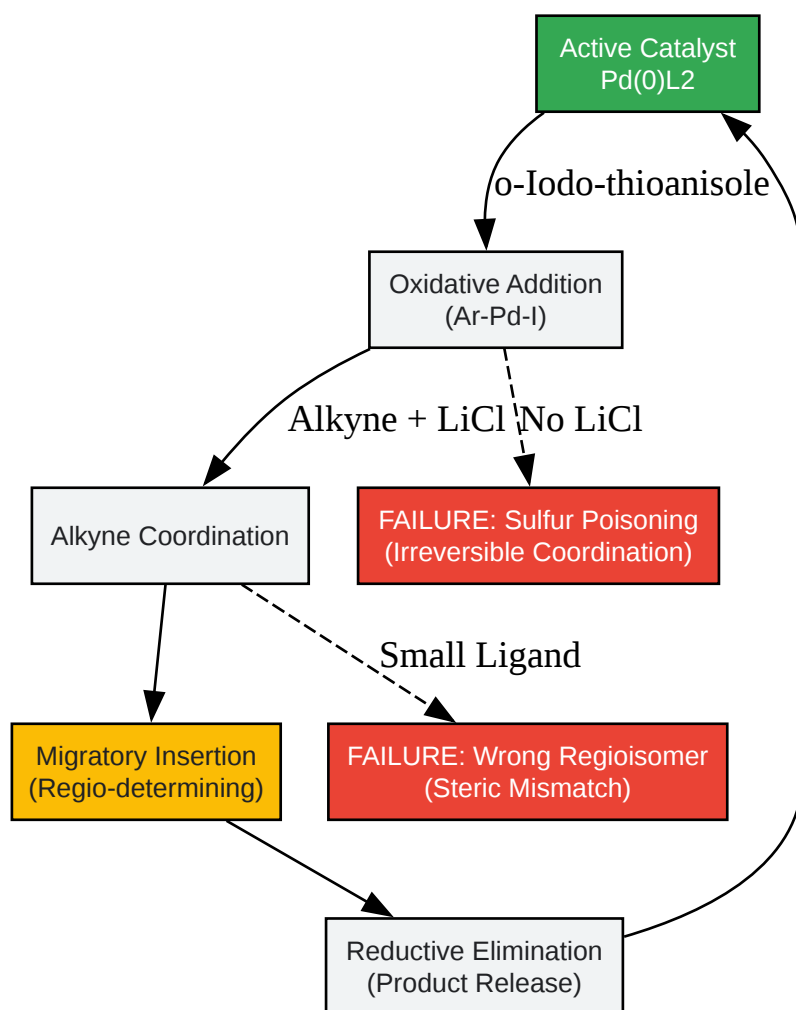 Active Catalyst
Pd(0)L2
o-Iodo-thioanisole
Oxidative Addition
(Ar-Pd-I)
Alkyne + LiCl
No LiCl
Alkyne Coordination
FAILURE: Sulfur Poisoning
(Irreversible Coordination)
Small Ligand
Migratory Insertion
(Regio-determining)
FAILURE: Wrong Regioisomer
(Steric Mismatch)
Reductive Elimination
(Product Release)